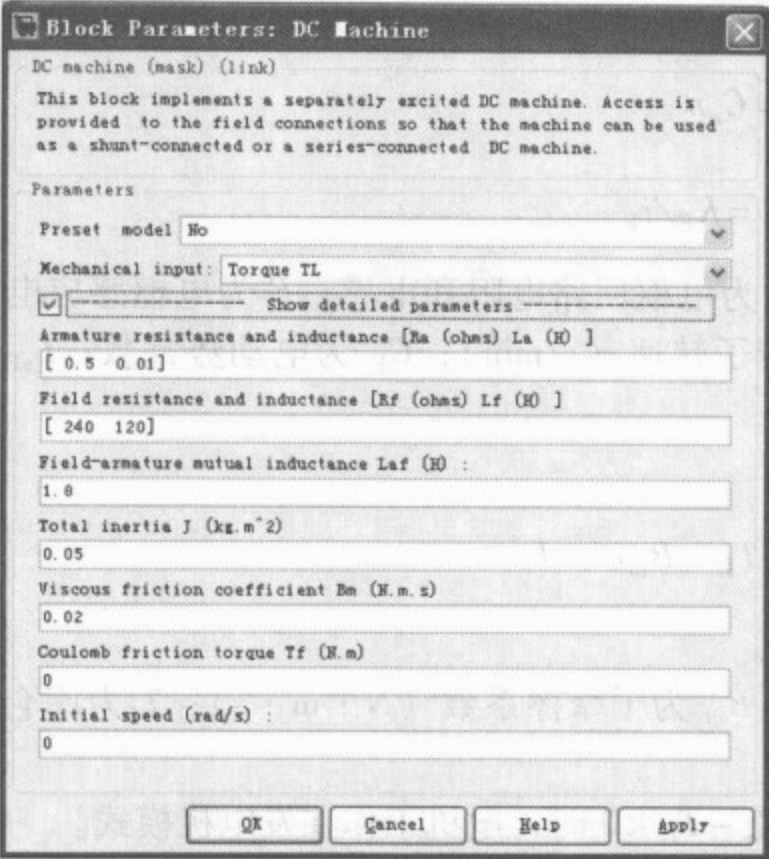 Block Parameters: DC Machine
DC machine (mask) (link)
This block implements a separately excited DC machine. Access is
provided to the field connections so that the machine can be used
as a shunt-connected or a series-connected DC machine.
Parameters
Preset model No
Mechanical input: Torque TL
Show detailed parameters
Armature resistance and inductance [Ra (ohms) La (H) ]
[ 0.5 0.01]
Field resistance and inductance [Rf (ohms) Lf (H) ]
[ 240 120]
Field-armature mutual inductance Laf (H) :
1.8
Total inertia J (kg.m^2)
0.05
Viscous friction coefficient Bm (N.m.s)
0.02
Coulomb friction torque Tf (N.m)
0
Initial speed (rad/s) :
0
OK Cancel Help Apply